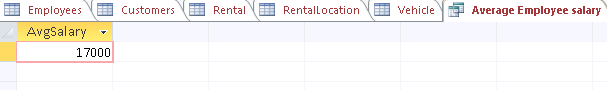 Employees Customers Rental RentalLocation Vehicle Average Employee salary
AvgSalary
17000